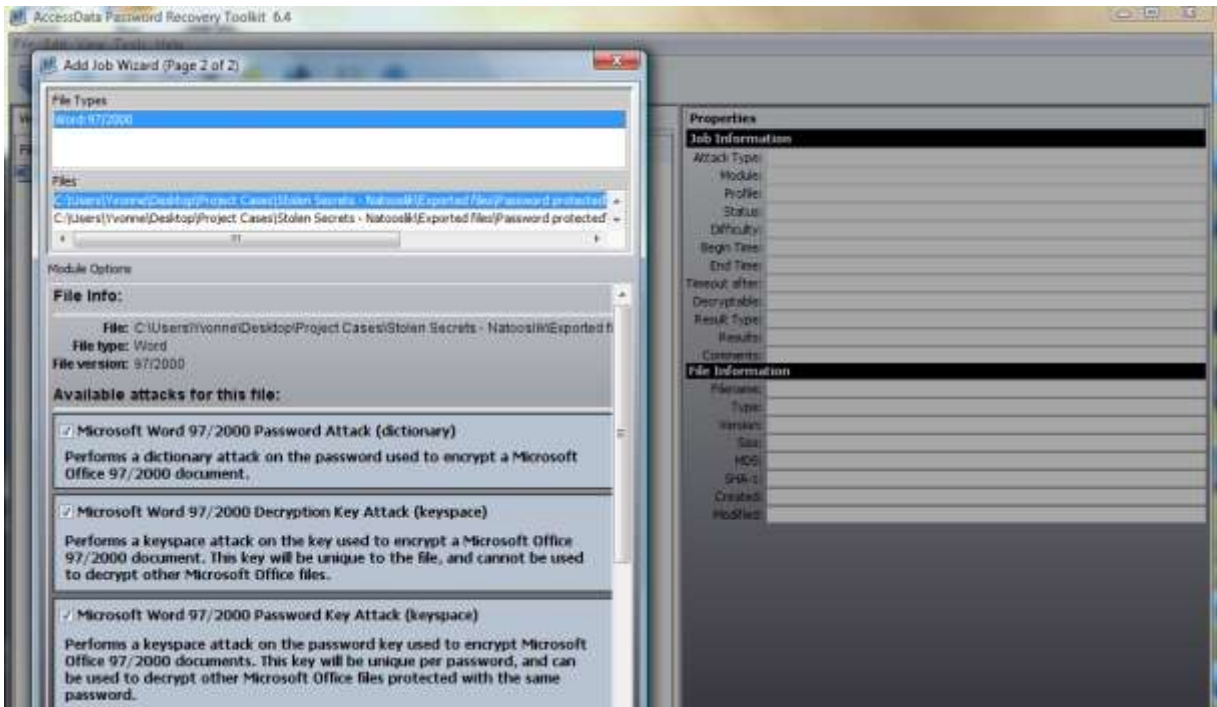 AccessData Password Recovery Toolkit 6.4
File Edit View Tools Help
Add Job Wizard (Page 2 of 2)
File Types
Word 97/2000
Files
C:\Users\Yvonne\Desktop\Project Cases\Stolen Secrets - Natooslik\Exported files\Password protected
C:\Users\Yvonne\Desktop\Project Cases\Stolen Secrets - Natooslik\Exported files\Password protected
Module Options
File Info:
File: C:\Users\Yvonne\Desktop\Project Cases\Stolen Secrets - Natooslik\Exported fi
File type: Word
File version: 97/2000
Available attacks for this file:
Microsoft Word 97/2000 Password Attack (dictionary)
Performs a dictionary attack on the password used to encrypt a Microsoft
Office 97/2000 document.
Microsoft Word 97/2000 Decryption Key Attack (keyspace)
Performs a keyspace attack on the key used to encrypt a Microsoft Office
97/2000 document. This key will be unique to the file, and cannot be used
to decrypt other Microsoft Office files.
Microsoft Word 97/2000 Password Key Attack (keyspace)
Performs a keyspace attack on the password key used to encrypt Microsoft
Office 97/2000 documents. This key will be unique per password, and can
be used to decrypt other Microsoft Office files protected with the same
password.
Properties
Job Information
Attack Type:
Module:
Profile:
Status:
Difficulty:
Begin Time:
End Time:
Timeout after:
Decryptable:
Result Type:
Results:
Comments:
File Information
Filename:
Type:
Version:
Size:
MD5:
SHA-1:
Created:
Modified: